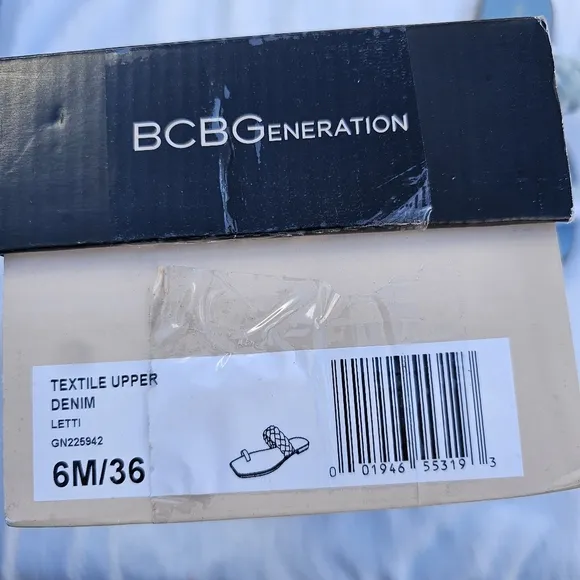 BCBGENERATION
TEXTILE UPPER
DENIM
LETTI
GN225942
6M/36
0 01946 55319 3